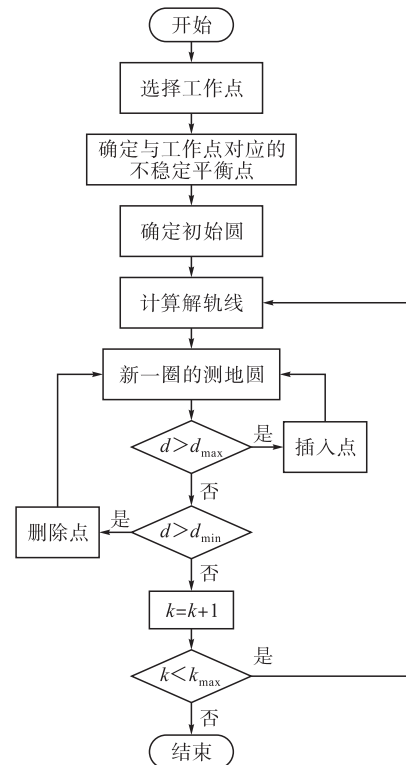 开始
选择工作点
确定与工作点对应的
不稳定平衡点
确定初始圆
计算解轨线
新一圈的测地圆
d>dmax
是
插入点
否
d>dmin
是
删除点
否
k=k+1
k<kmax
是
否
结束